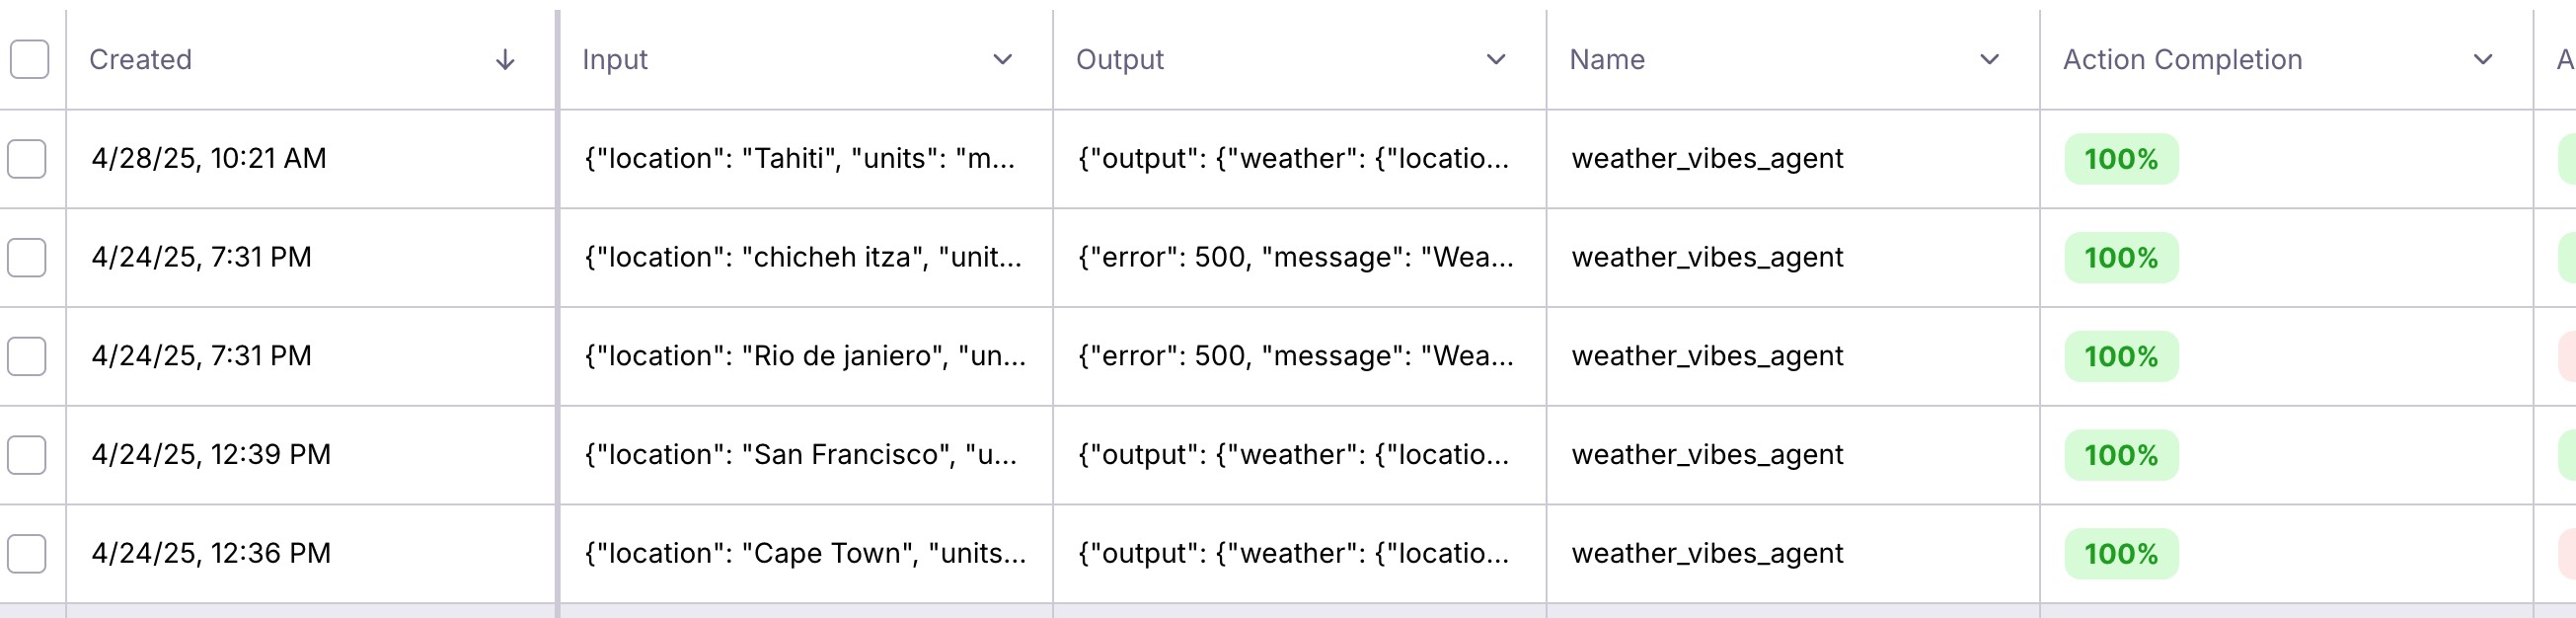 Created Input Output Name Action Completion A
4/28/25, 10:21 AM {"location": "Tahiti", "units": "m... {"output": {"weather": {"locatio... weather_vibes_agent 100%
4/24/25, 7:31 PM {"location": "chicheh itza", "unit... {"error": 500, "message": "Wea... weather_vibes_agent 100%
4/24/25, 7:31 PM {"location": "Rio de janiero", "un... {"error": 500, "message": "Wea... weather_vibes_agent 100%
4/24/25, 12:39 PM {"location": "San Francisco", "u... {"output": {"weather": {"locatio... weather_vibes_agent 100%
4/24/25, 12:36 PM {"location": "Cape Town", "units... {"output": {"weather": {"locatio... weather_vibes_agent 100%